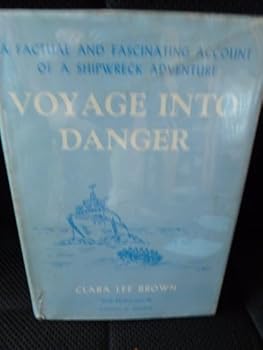 A FACTUAL AND FASCINATING ACCOUNT
OF A SHIPWRECK ADVENTURE
VOYAGE INTO
DANGER
CLARA LEE BROWN